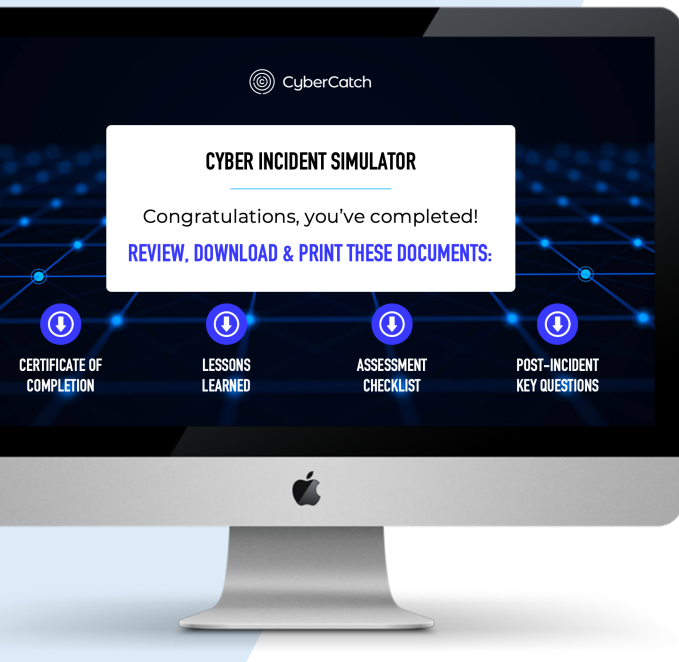 CyberCatch
CYBER INCIDENT SIMULATOR
Congratulations, you've completed!
REVIEW, DOWNLOAD & PRINT THESE DOCUMENTS:
CERTIFICATE OF
COMPLETION
LESSONS
LEARNED
ASSESSMENT
CHECKLIST
POST-INCIDENT
KEY QUESTIONS